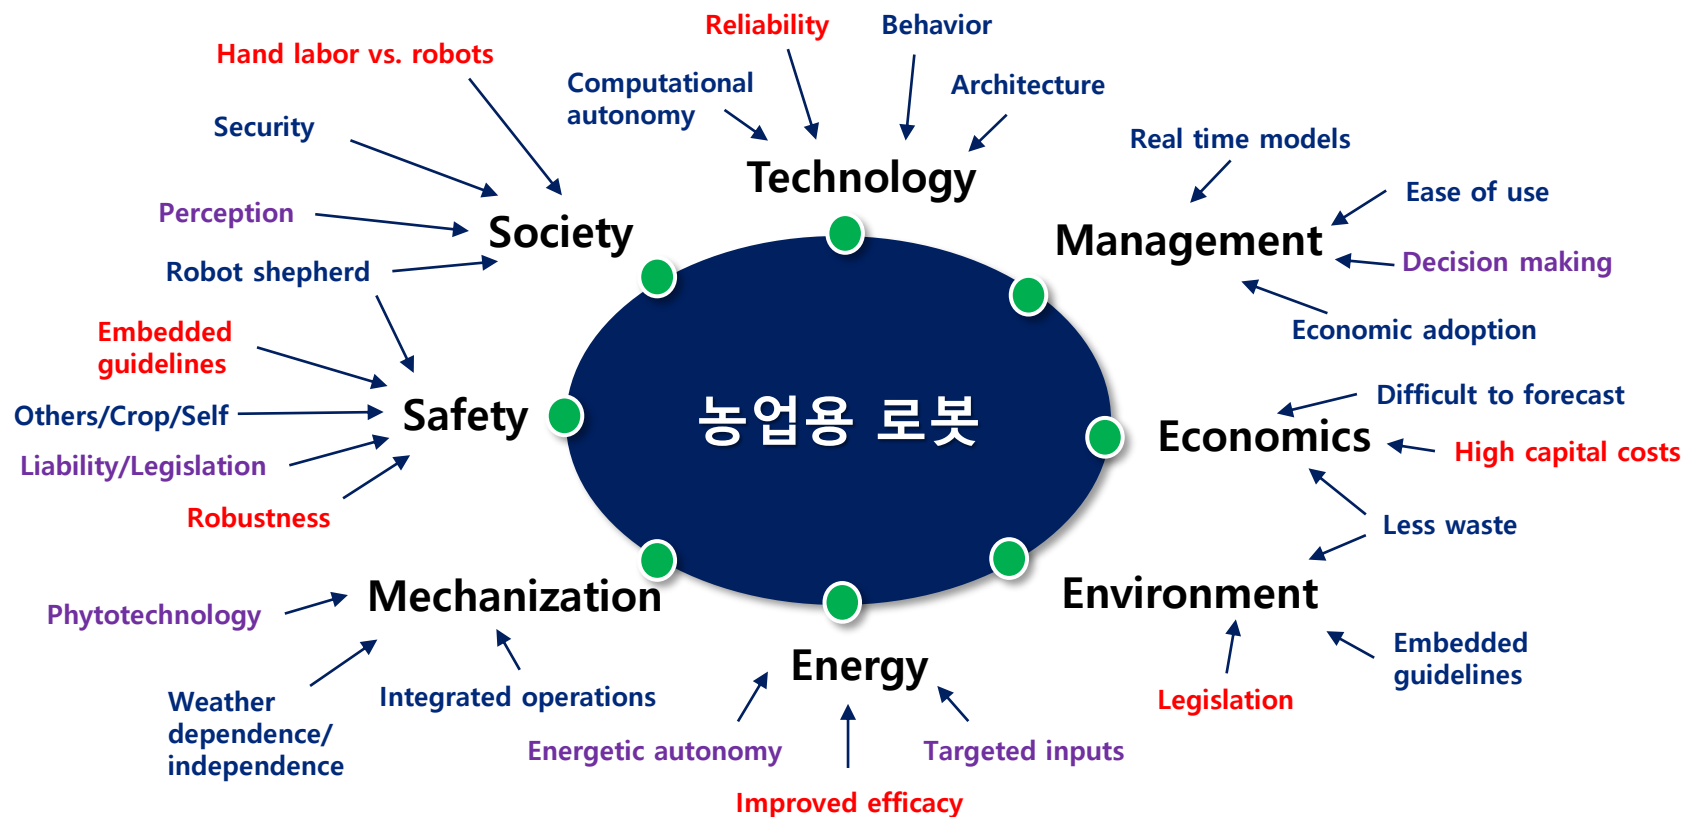 Reliability
Behavior
Hand labor vs. robots
Computational
autonomy
Architecture
Security
Real time models
Technology
Ease of use
Perception
Society
Management
Decision making
Robot shepherd
Embedded
guidelines
Economic adoption
Difficult to forecast
Others/Crop/Self
Safety
농업용 로봇
Economics
High capital costs
Liability/Legislation
Robustness
Less waste
Mechanization
Environment
Phytotechnology
Energy
Embedded
guidelines
Weather
dependence/
independence
Integrated operations
Legislation
Energetic autonomy
Targeted inputs
Improved efficacy